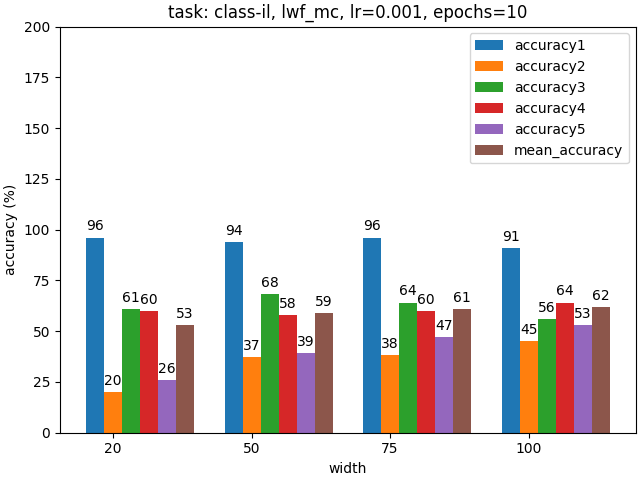 task: class-il, lwf_mc, lr=0.001, epochs=10
accuracy (%)
200
175
150
125
100
75
50
25
0
accuracy1
accuracy2
accuracy3
accuracy4
accuracy5
mean_accuracy
96 20 61 60 26 53
94 37 68 58 39 59
96 38 64 60 47 61
91 45 56 64 53 62
20 50 75 100
width